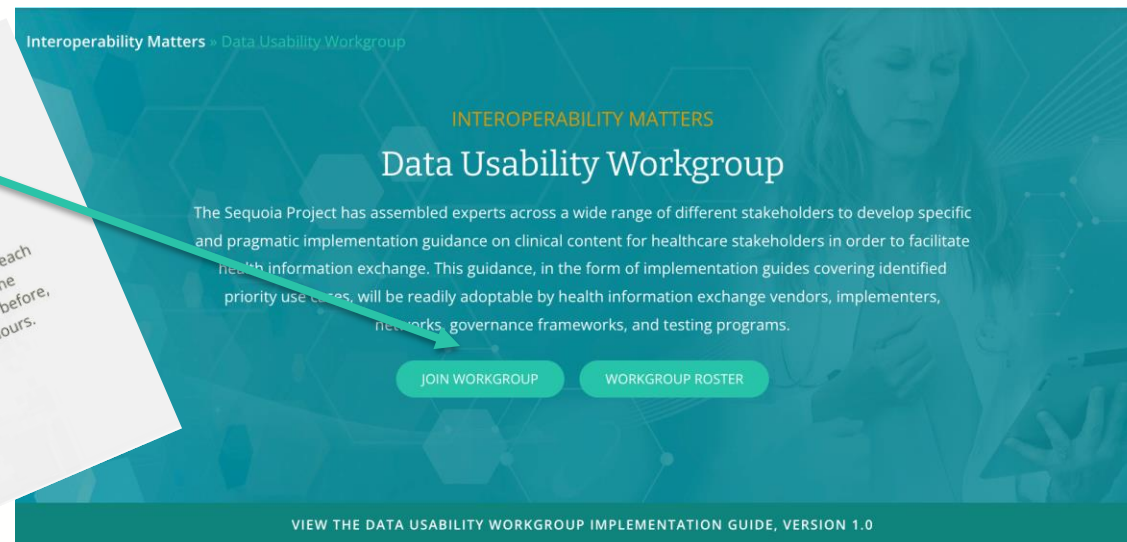 Interoperability Matters » Data Usability Workgroup
INTEROPERABILITY MATTERS
Data Usability Workgroup
The Sequoia Project has assembled experts across a wide range of different stakeholders to develop specific
and pragmatic implementation guidance on clinical content for healthcare stakeholders in order to facilitate
health information exchange. This guidance, in the form of implementation guides covering identified
priority use cases, will be readily adoptable by health information exchange vendors, implementers,
networks, governance frameworks, and testing programs.
each
before,
JOIN WORKGROUP WORKGROUP ROSTER
VIEW THE DATA USABILITY WORKGROUP IMPLEMENTATION GUIDE, VERSION 1.0